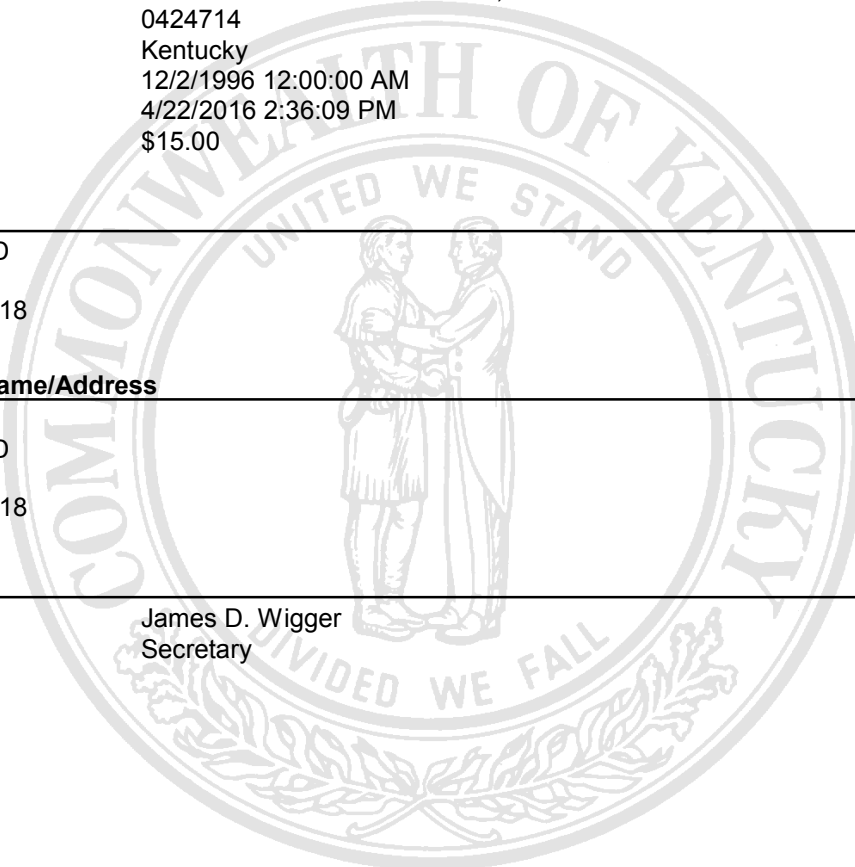 0424714
Kentucky
12/2/1996 12:00:00 AM
4/22/2016 2:36:09 PM
$15.00
COMMONWEALTH OF KENTUCKY
UNITED WE STAND
18
ame/Address
18
James D. Wigger
Secretary
DIVIDED WE FALL